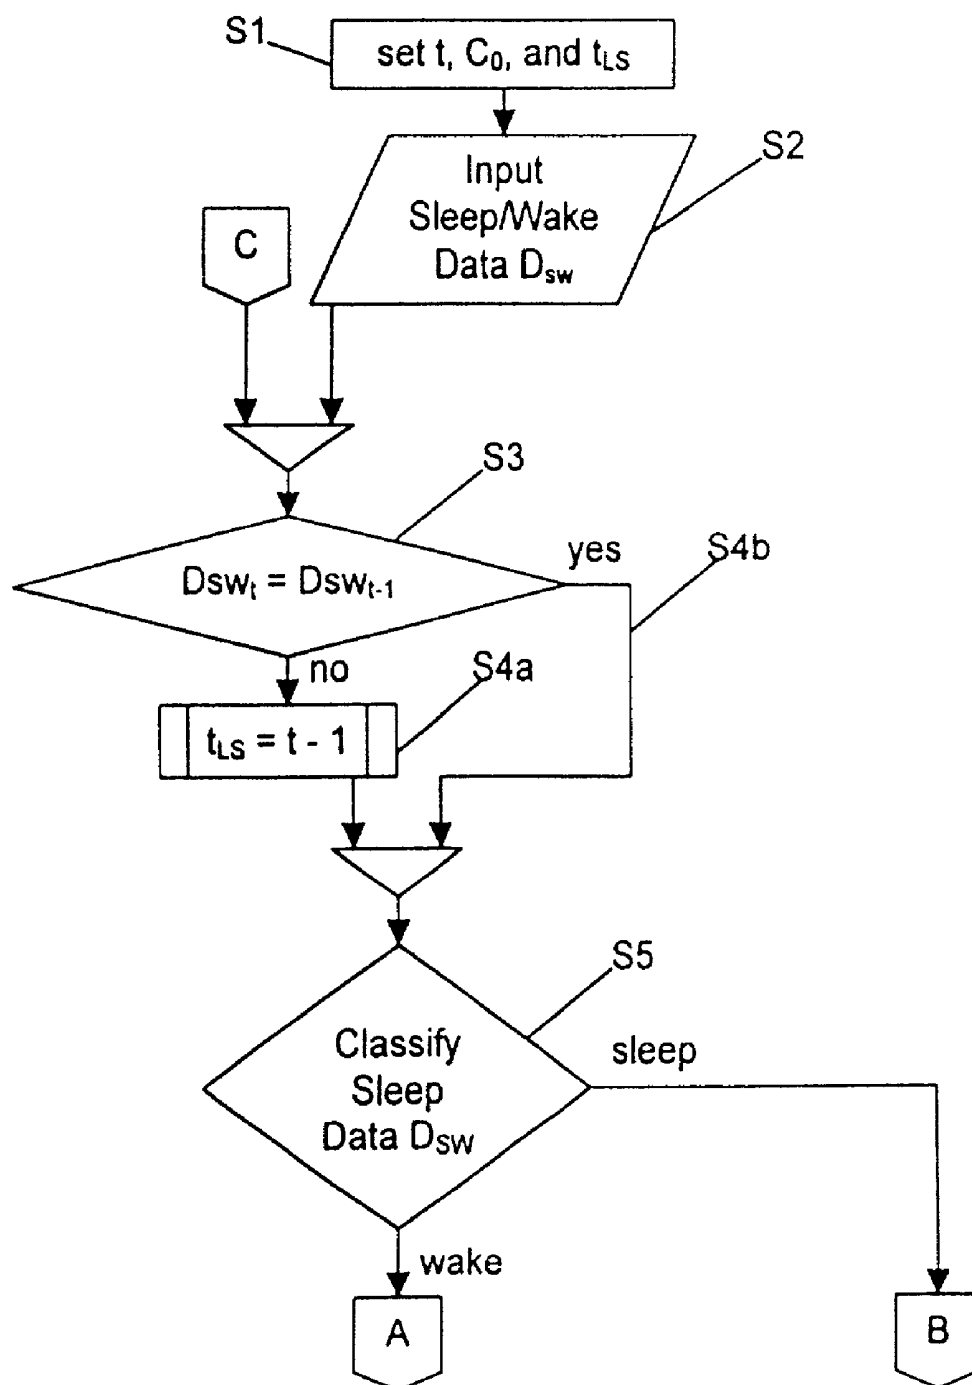 S1
set t, C₀, and tLS
S2
Input
Sleep/Wake
Data Dsw
C
S3
Dswt = Dswt-1
yes
S4b
no
S4a
tLS = t - 1
S5
Classify
Sleep
Data DSW
sleep
wake
A
B